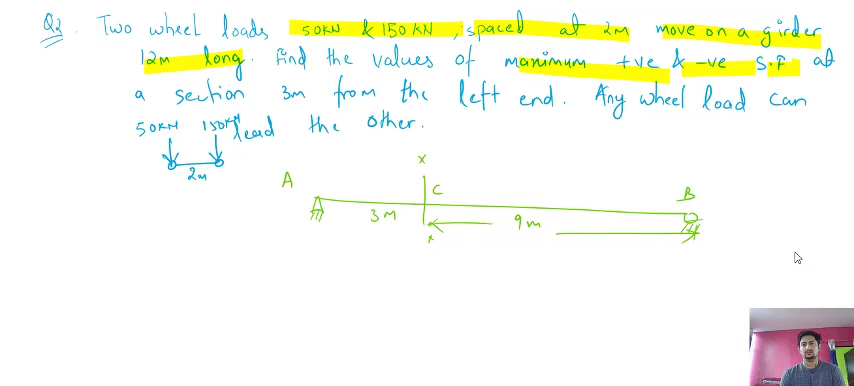 Q2. Two wheel loads 50KN & 150KN, spaced at 2m move on a girder
12m long. Find the values of maximum +ve & -ve S.F at
a section 3m from the left end. Any wheel load can
lead the other.
50KN 150KN
2m
x
A C B
3M 9m
x